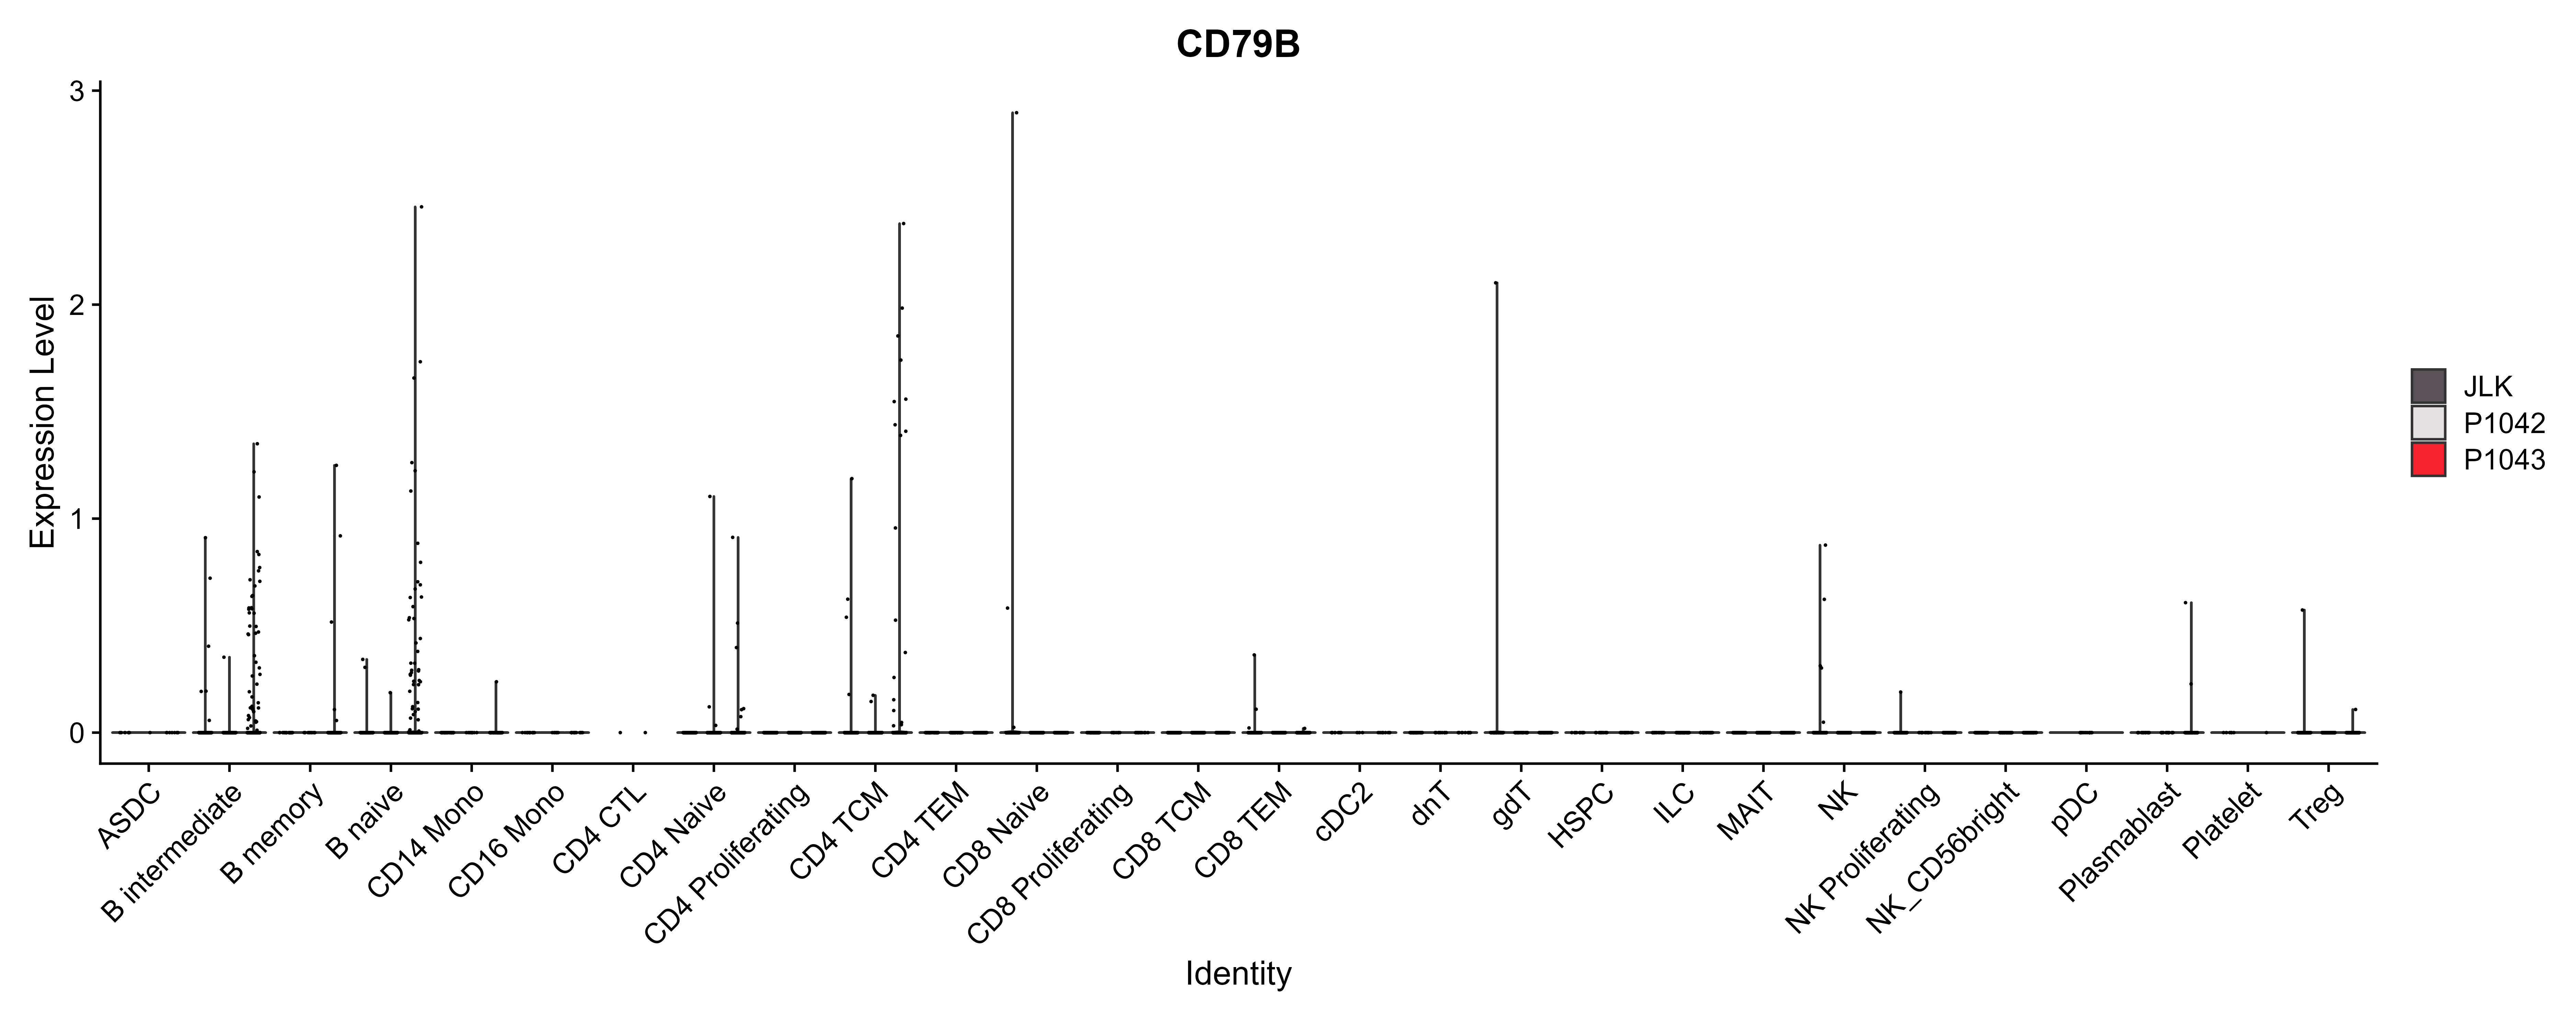 CD79B
Expression Level
3
2
1
0
ASDC
B intermediate
B memory
B naive
CD14 Mono
CD16 Mono
CD4 CTL
CD4 Naive
CD4 Proliferating
CD4 TCM
CD4 TEM
CD8 Naive
CD8 Proliferating
CD8 TCM
CD8 TEM
cDC2
dnT
gdT
HSPC
ILC
MAIT
NK
NK Proliferating
NK_CD56bright
pDC
Plasmablast
Platelet
Treg
Identity
JLK
P1042
P1043